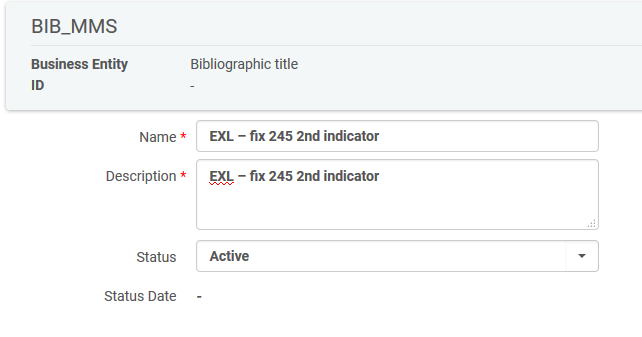 BIB_MMS
Business Entity Bibliographic title
ID -
Name * EXL – fix 245 2nd indicator
Description * EXL – fix 245 2nd indicator
Status Active
Status Date -